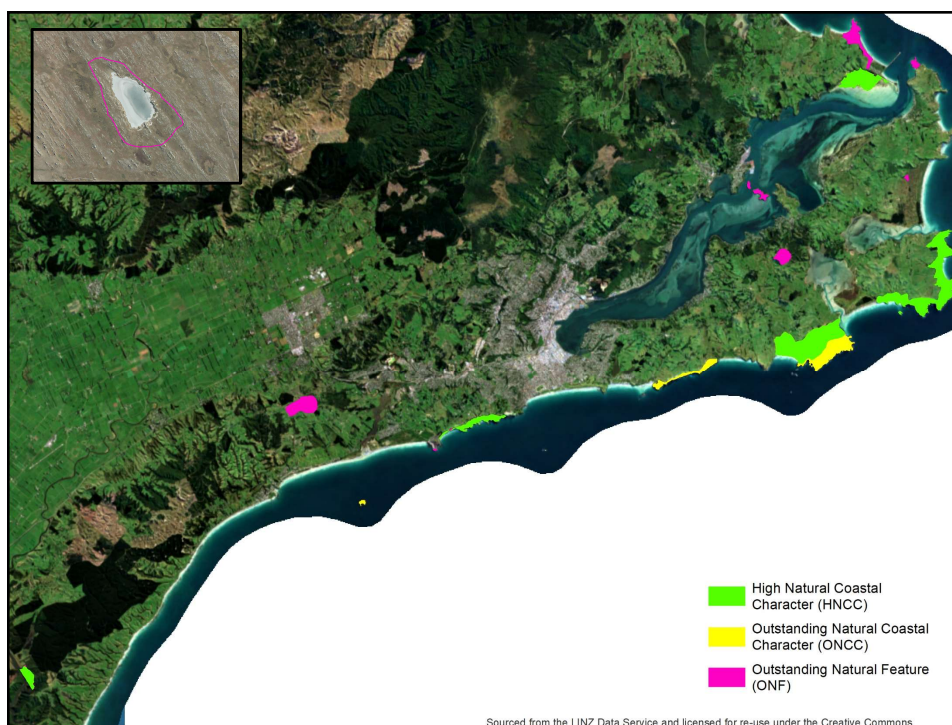 High Natural Coastal
Character (HNCC)
Outstanding Natural Coastal
Character (ONCC)
Outstanding Natural Feature
(ONF)
Sourced from the LINZ Data Service and licensed for re-use under the Creative Commons